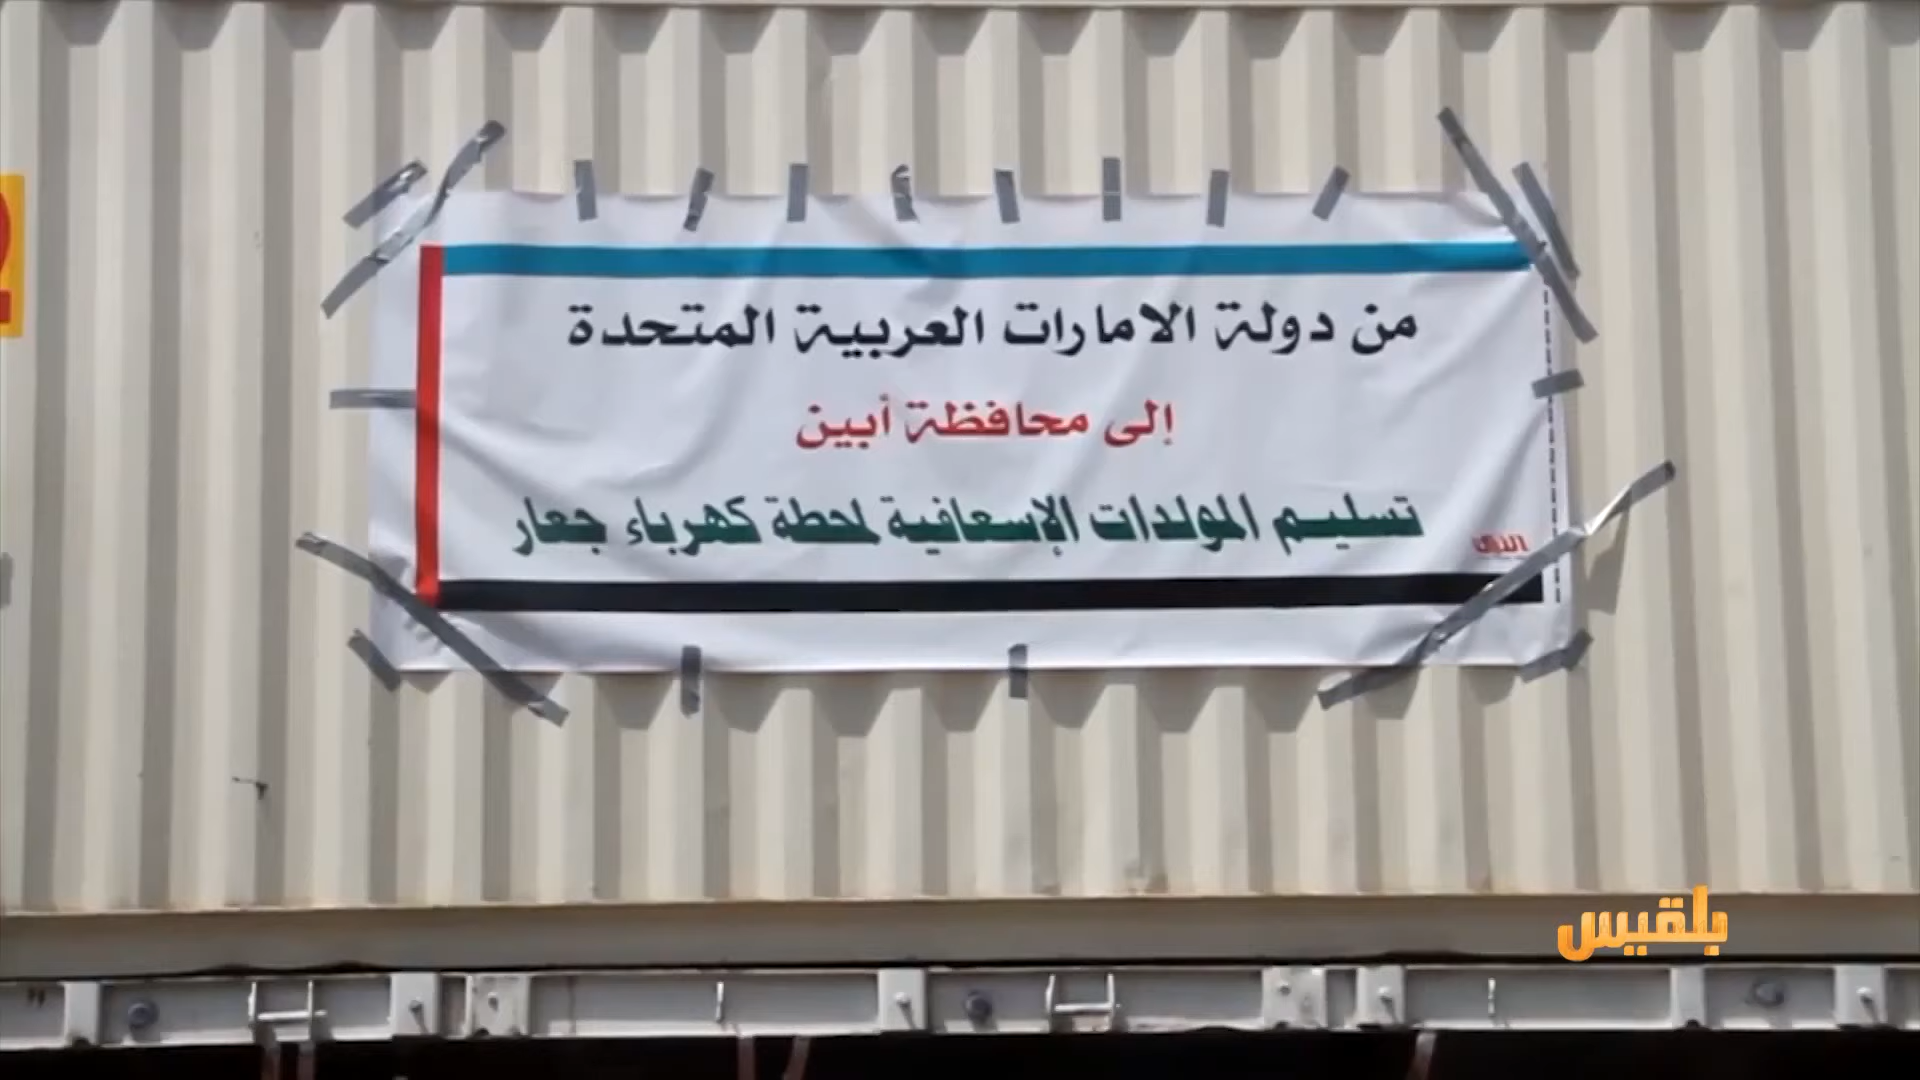 من دولة الامارات العربية المتحدة
إلى محافظة أبين
تسليم المولدات الإسعافية لمحطة كهرباء جعار
بلقيس